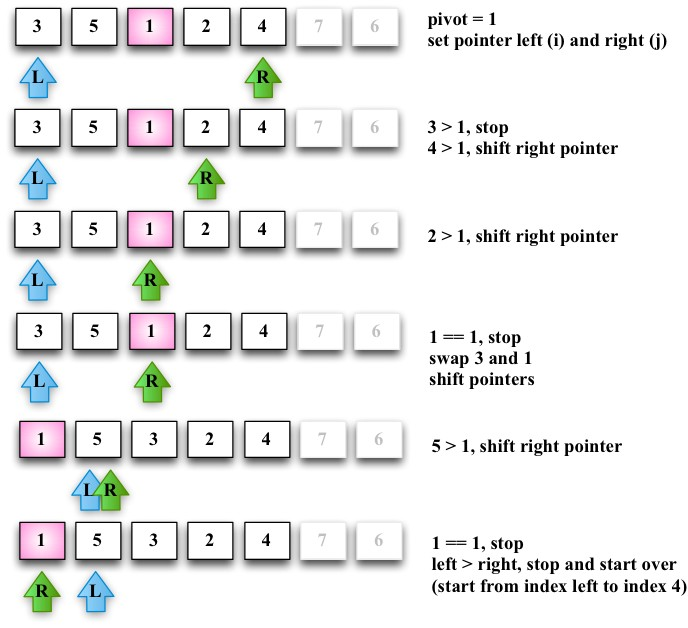 3 5 1 2 4 7 6
pivot = 1
set pointer left (i) and right (j)
L R
3 5 1 2 4 7 6
3 > 1, stop
4 > 1, shift right pointer
L R
3 5 1 2 4 7 6
2 > 1, shift right pointer
L R
3 5 1 2 4 7 6
1 == 1, stop
swap 3 and 1
shift pointers
L R
1 5 3 2 4 7 6
5 > 1, shift right pointer
L R
1 5 3 2 4 7 6
1 == 1, stop
left > right, stop and start over
(start from index left to index 4)
R L